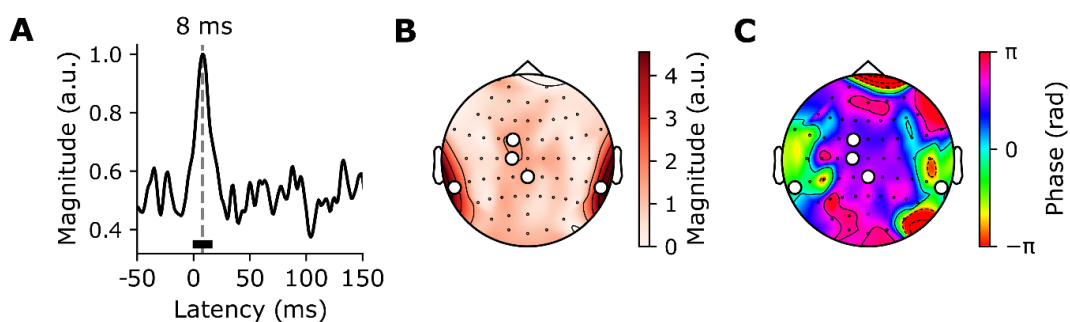 A
8 ms
Magnitude (a.u.)
1.0
0.8
0.6
0.4
-50
0
50
100
150
Latency (ms)
B
4
3
2
1
0
Magnitude (a.u.)
C
π
0
−π
Phase (rad)